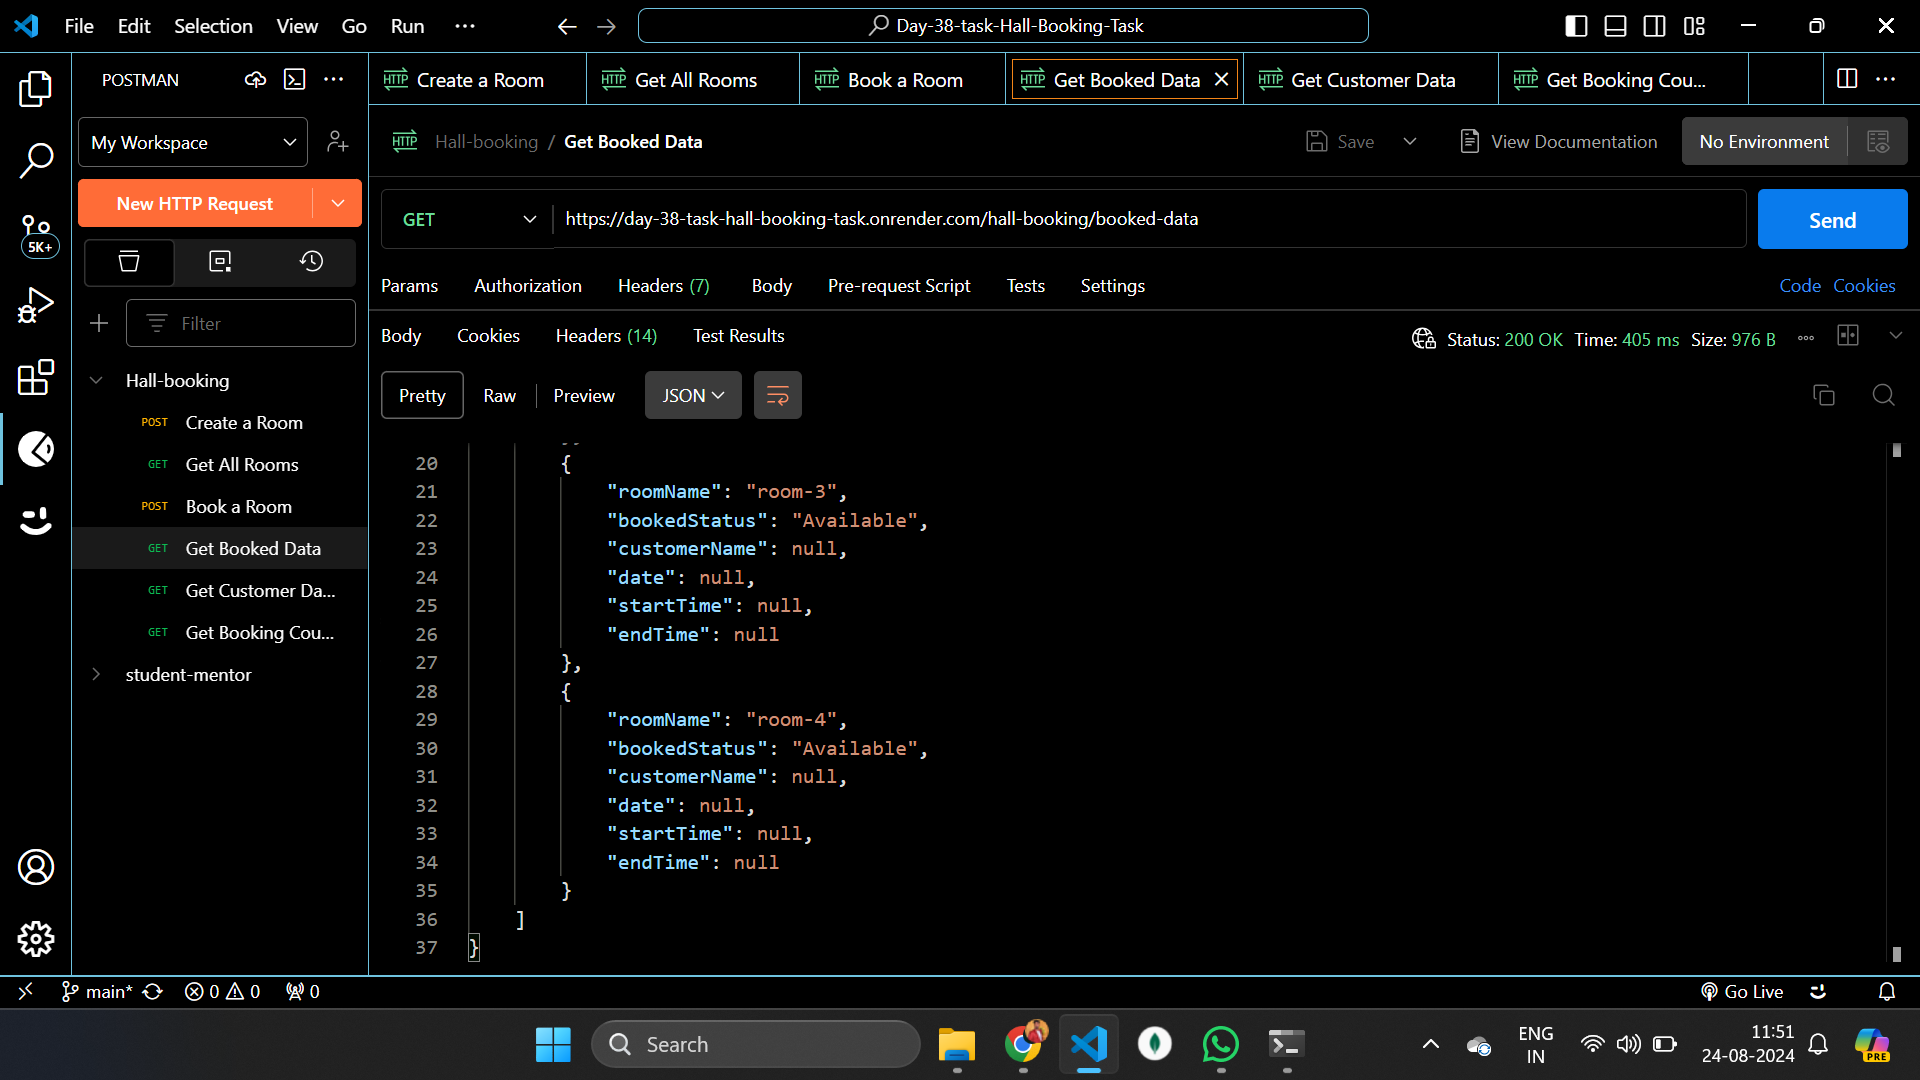 File Edit Selection View Go Run ···
Day-38-task-Hall-Booking-Task
POSTMAN
Create a Room
Get All Rooms
Book a Room
Get Booked Data
Get Customer Data
Get Booking Cou...
My Workspace
Hall-booking / Get Booked Data
Save
View Documentation
No Environment
New HTTP Request
GET
https://day-38-task-hall-booking-task.onrender.com/hall-booking/booked-data
Send
5K+
Params Authorization Headers (7) Body Pre-request Script Tests Settings
Code Cookies
Filter
Body Cookies Headers (14) Test Results
Status: 200 OK Time: 405 ms Size: 976 B
Pretty Raw Preview JSON
Hall-booking
POST Create a Room
GET Get All Rooms
POST Book a Room
GET Get Booked Data
GET Get Customer Da...
GET Get Booking Cou...
student-mentor
20 {
21 "roomName": "room-3",
22 "bookedStatus": "Available",
23 "customerName": null,
24 "date": null,
25 "startTime": null,
26 "endTime": null
27 },
28 {
29 "roomName": "room-4",
30 "bookedStatus": "Available",
31 "customerName": null,
32 "date": null,
33 "startTime": null,
34 "endTime": null
35 }
36 ]
37 }
main* 0 0 0
Go Live
Search
ENG
IN
11:51
24-08-2024
PRE